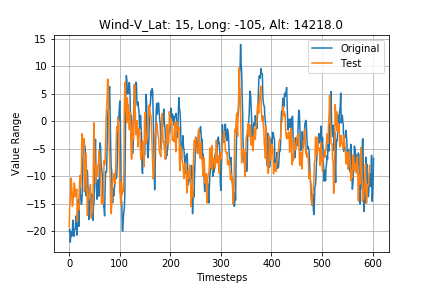 Wind-V_Lat: 15, Long: -105, Alt: 14218.0
Original
Test
Value Range
15
10
5
0
−5
−10
−15
−20
0 100 200 300 400 500 600
Timesteps